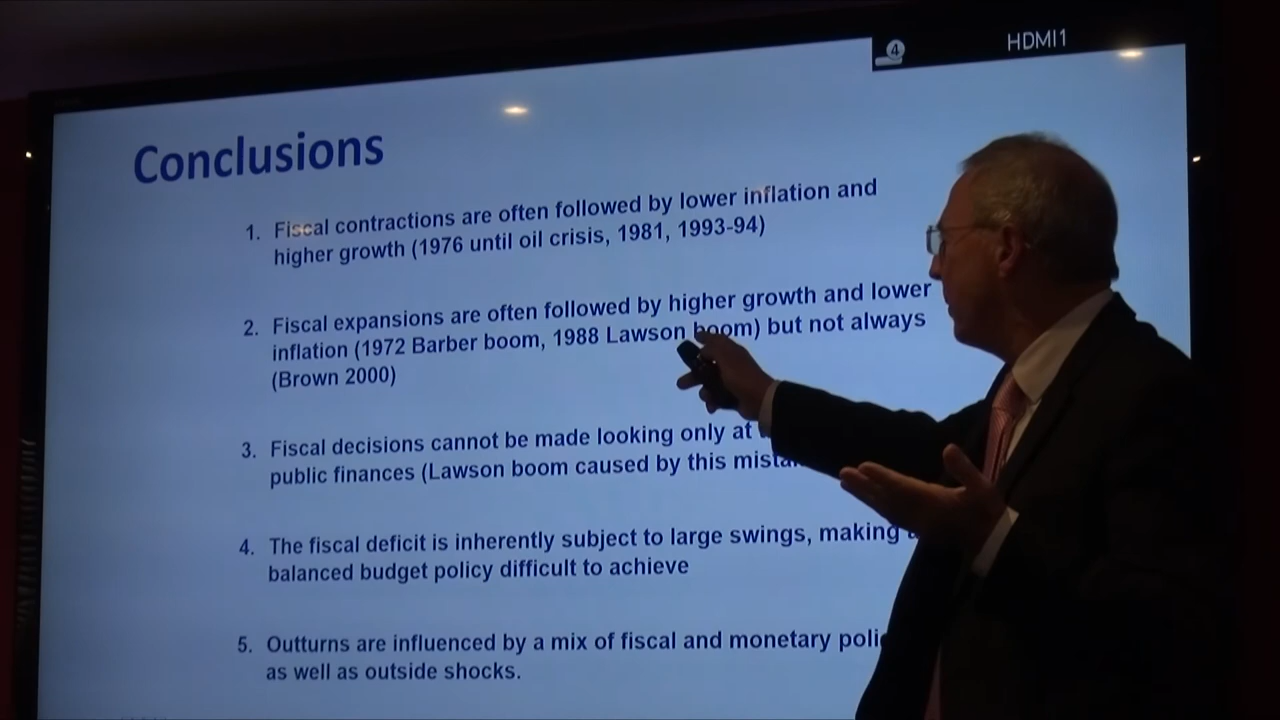 4
HDMI1
Conclusions
1. Fiscal contractions are often followed by lower inflation and
higher growth (1976 until oil crisis, 1981, 1993-94)
2. Fiscal expansions are often followed by higher growth and lower
inflation (1972 Barber boom, 1988 Lawson boom) but not always
(Brown 2000)
3. Fiscal decisions cannot be made looking only at
public finances (Lawson boom caused by this
4. The fiscal deficit is inherently subject to large swings, making
balanced budget policy difficult to achieve
5. Outturns are influenced by a mix of fiscal and monetary
as well as outside shocks.